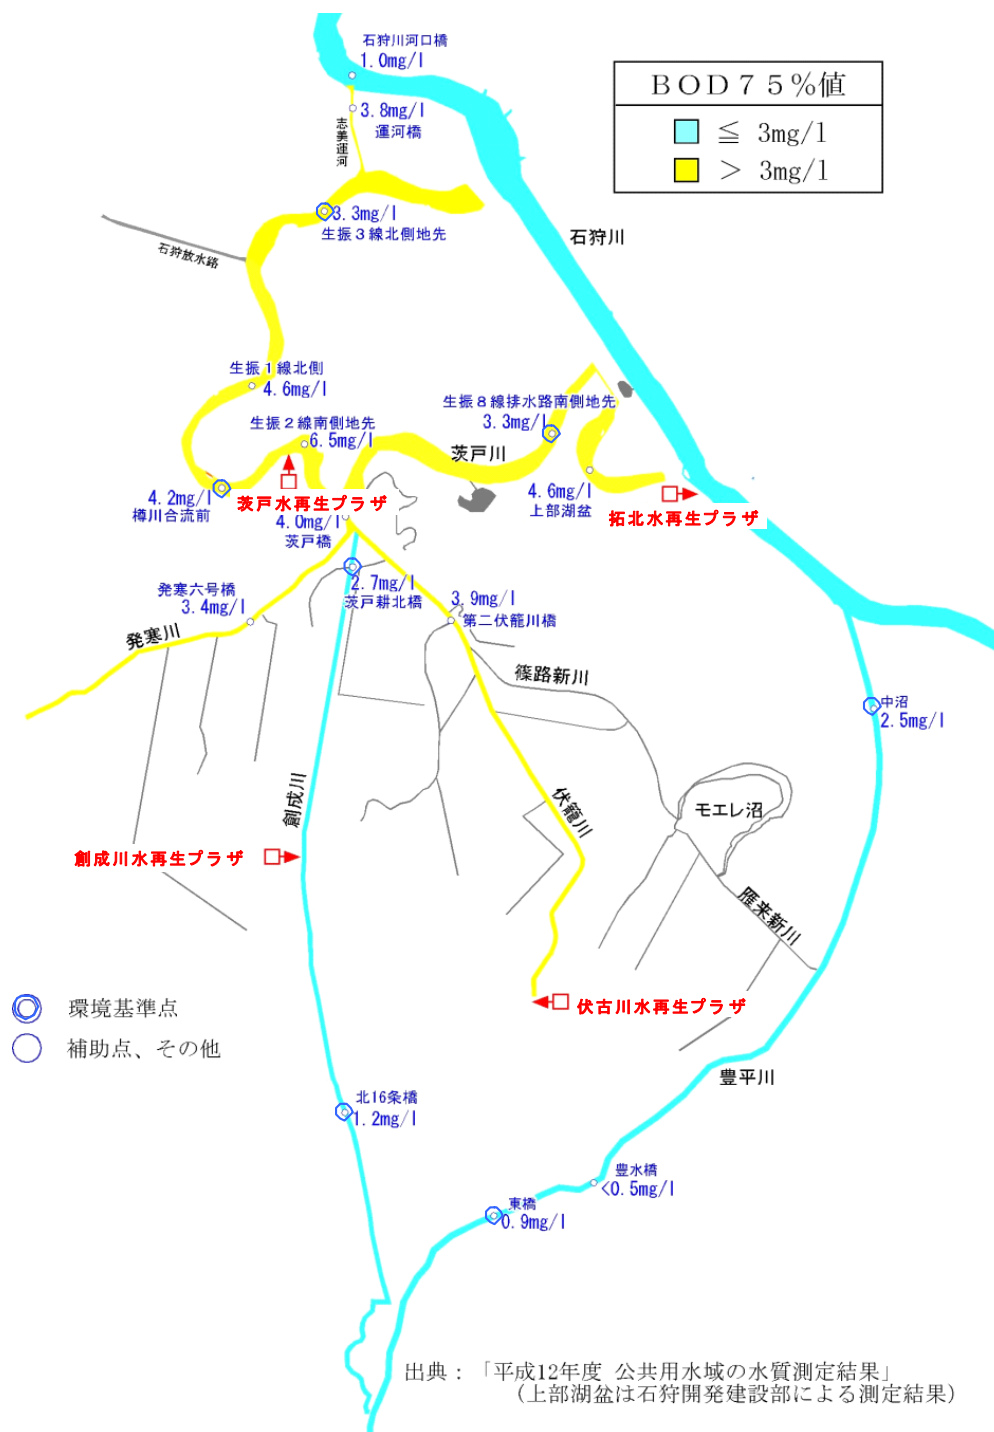 石狩川河口橋
1.0mg/l
3.8mg/l
運河橋
志美運河
BOD75%値
≦ 3mg/l
> 3mg/l
3.3mg/l
生振3線北側地先
石狩放水路
石狩川
生振1線北側
4.6mg/l
生振2線南側地先
6.5mg/l
生振8線排水路南側地先
3.3mg/l
茨戸川
4.2mg/l
樽川合流前
茨戸水再生プラザ
4.0mg/l
茨戸橋
4.6mg/l
上部湖盆
拓北水再生プラザ
発寒六号橋
3.4mg/l
2.7mg/l
茨戸耕北橋
3.9mg/l
第二伏籠川橋
発寒川
篠路新川
中沼
2.5mg/l
創成川
伏籠川
モエレ沼
創成川水再生プラザ
雁来新川
環境基準点
補助点、その他
伏古川水再生プラザ
豊平川
北16条橋
1.2mg/l
豊水橋
<0.5mg/l
東橋
0.9mg/l
出典:「平成12年度 公共用水域の水質測定結果」
(上部湖盆は石狩開発建設部による測定結果)